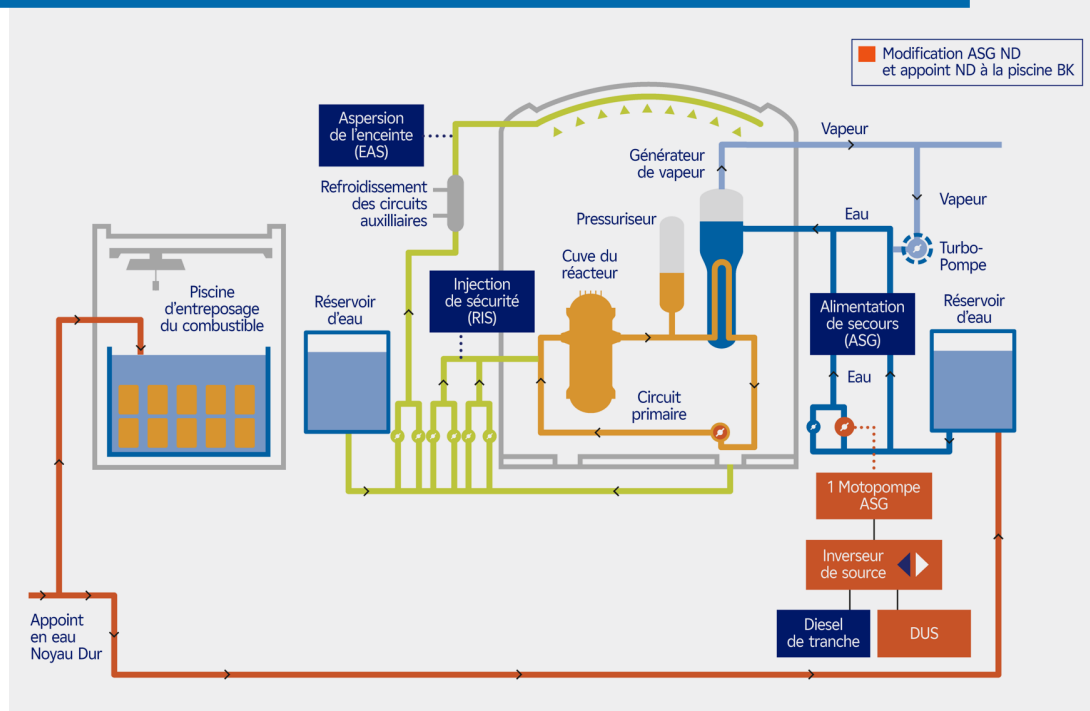 Modification ASG ND
et appoint ND à la piscine BK
Aspersion
de l'enceinte
(EAS)
Vapeur
Générateur
de vapeur
Refroidissement
des circuits
auxilliaires
Vapeur
Pressuriseur
Eau
Turbo-
Pompe
Cuve du
réacteur
Injection
de sécurité
(RIS)
Piscine
d'entreposage
du combustible
Réservoir
d'eau
Alimentation
de secours
(ASG)
Réservoir
d'eau
Eau
Circuit
primaire
1 Motopompe
ASG
Inverseur
de source
Appoint
en eau
Noyau Dur
Diesel
de tranche
DUS